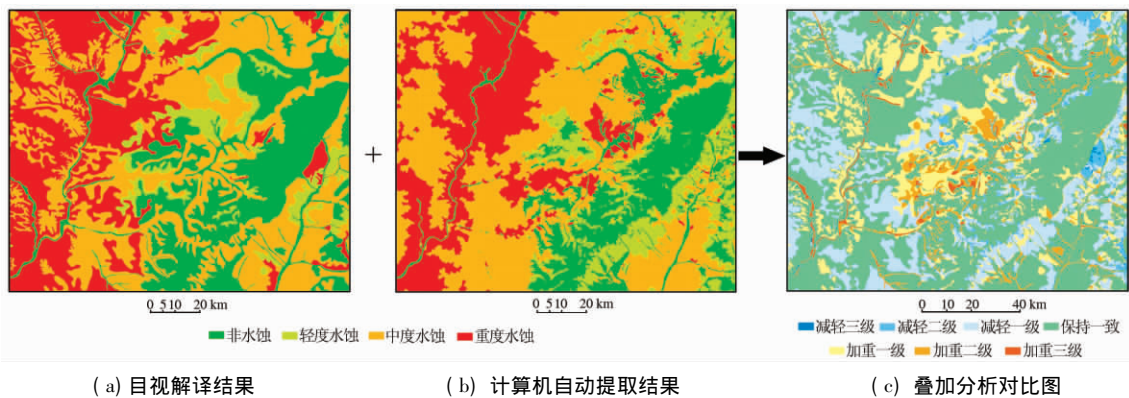 0 5 10 20 km
0 5 10 20 km
0 10 20 40 km
非水蚀 轻度水蚀 中度水蚀 重度水蚀
减轻三级 减轻二级 减轻一级 保持一致
加重一级 加重二级 加重三级
(a)目视解译结果
(b) 计算机自动提取结果
(c) 叠加分析对比图